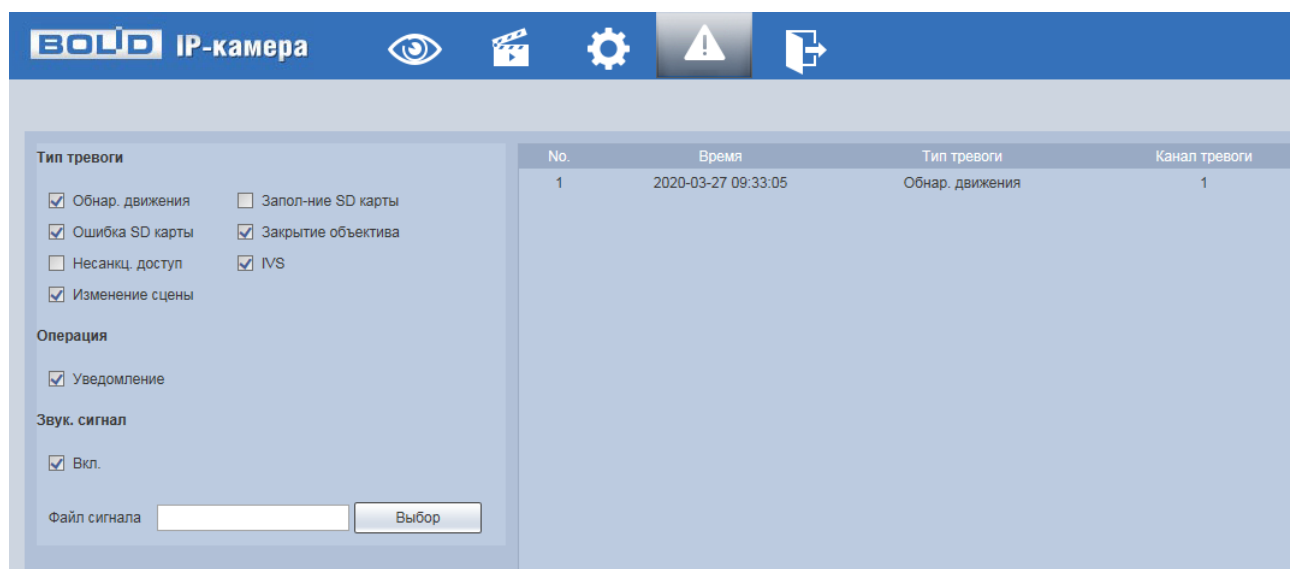 BOLID IP-камера
Тип тревоги
No. Время Тип тревоги Канал тревоги
1 2020-03-27 09:33:05 Обнар. движения 1
Обнар. движения Запол-ние SD карты
Ошибка SD карты Закрытие объектива
Несанкц. доступ IVS
Изменение сцены
Операция
Уведомление
Звук. сигнал
Вкл.
Файл сигнала Выбор